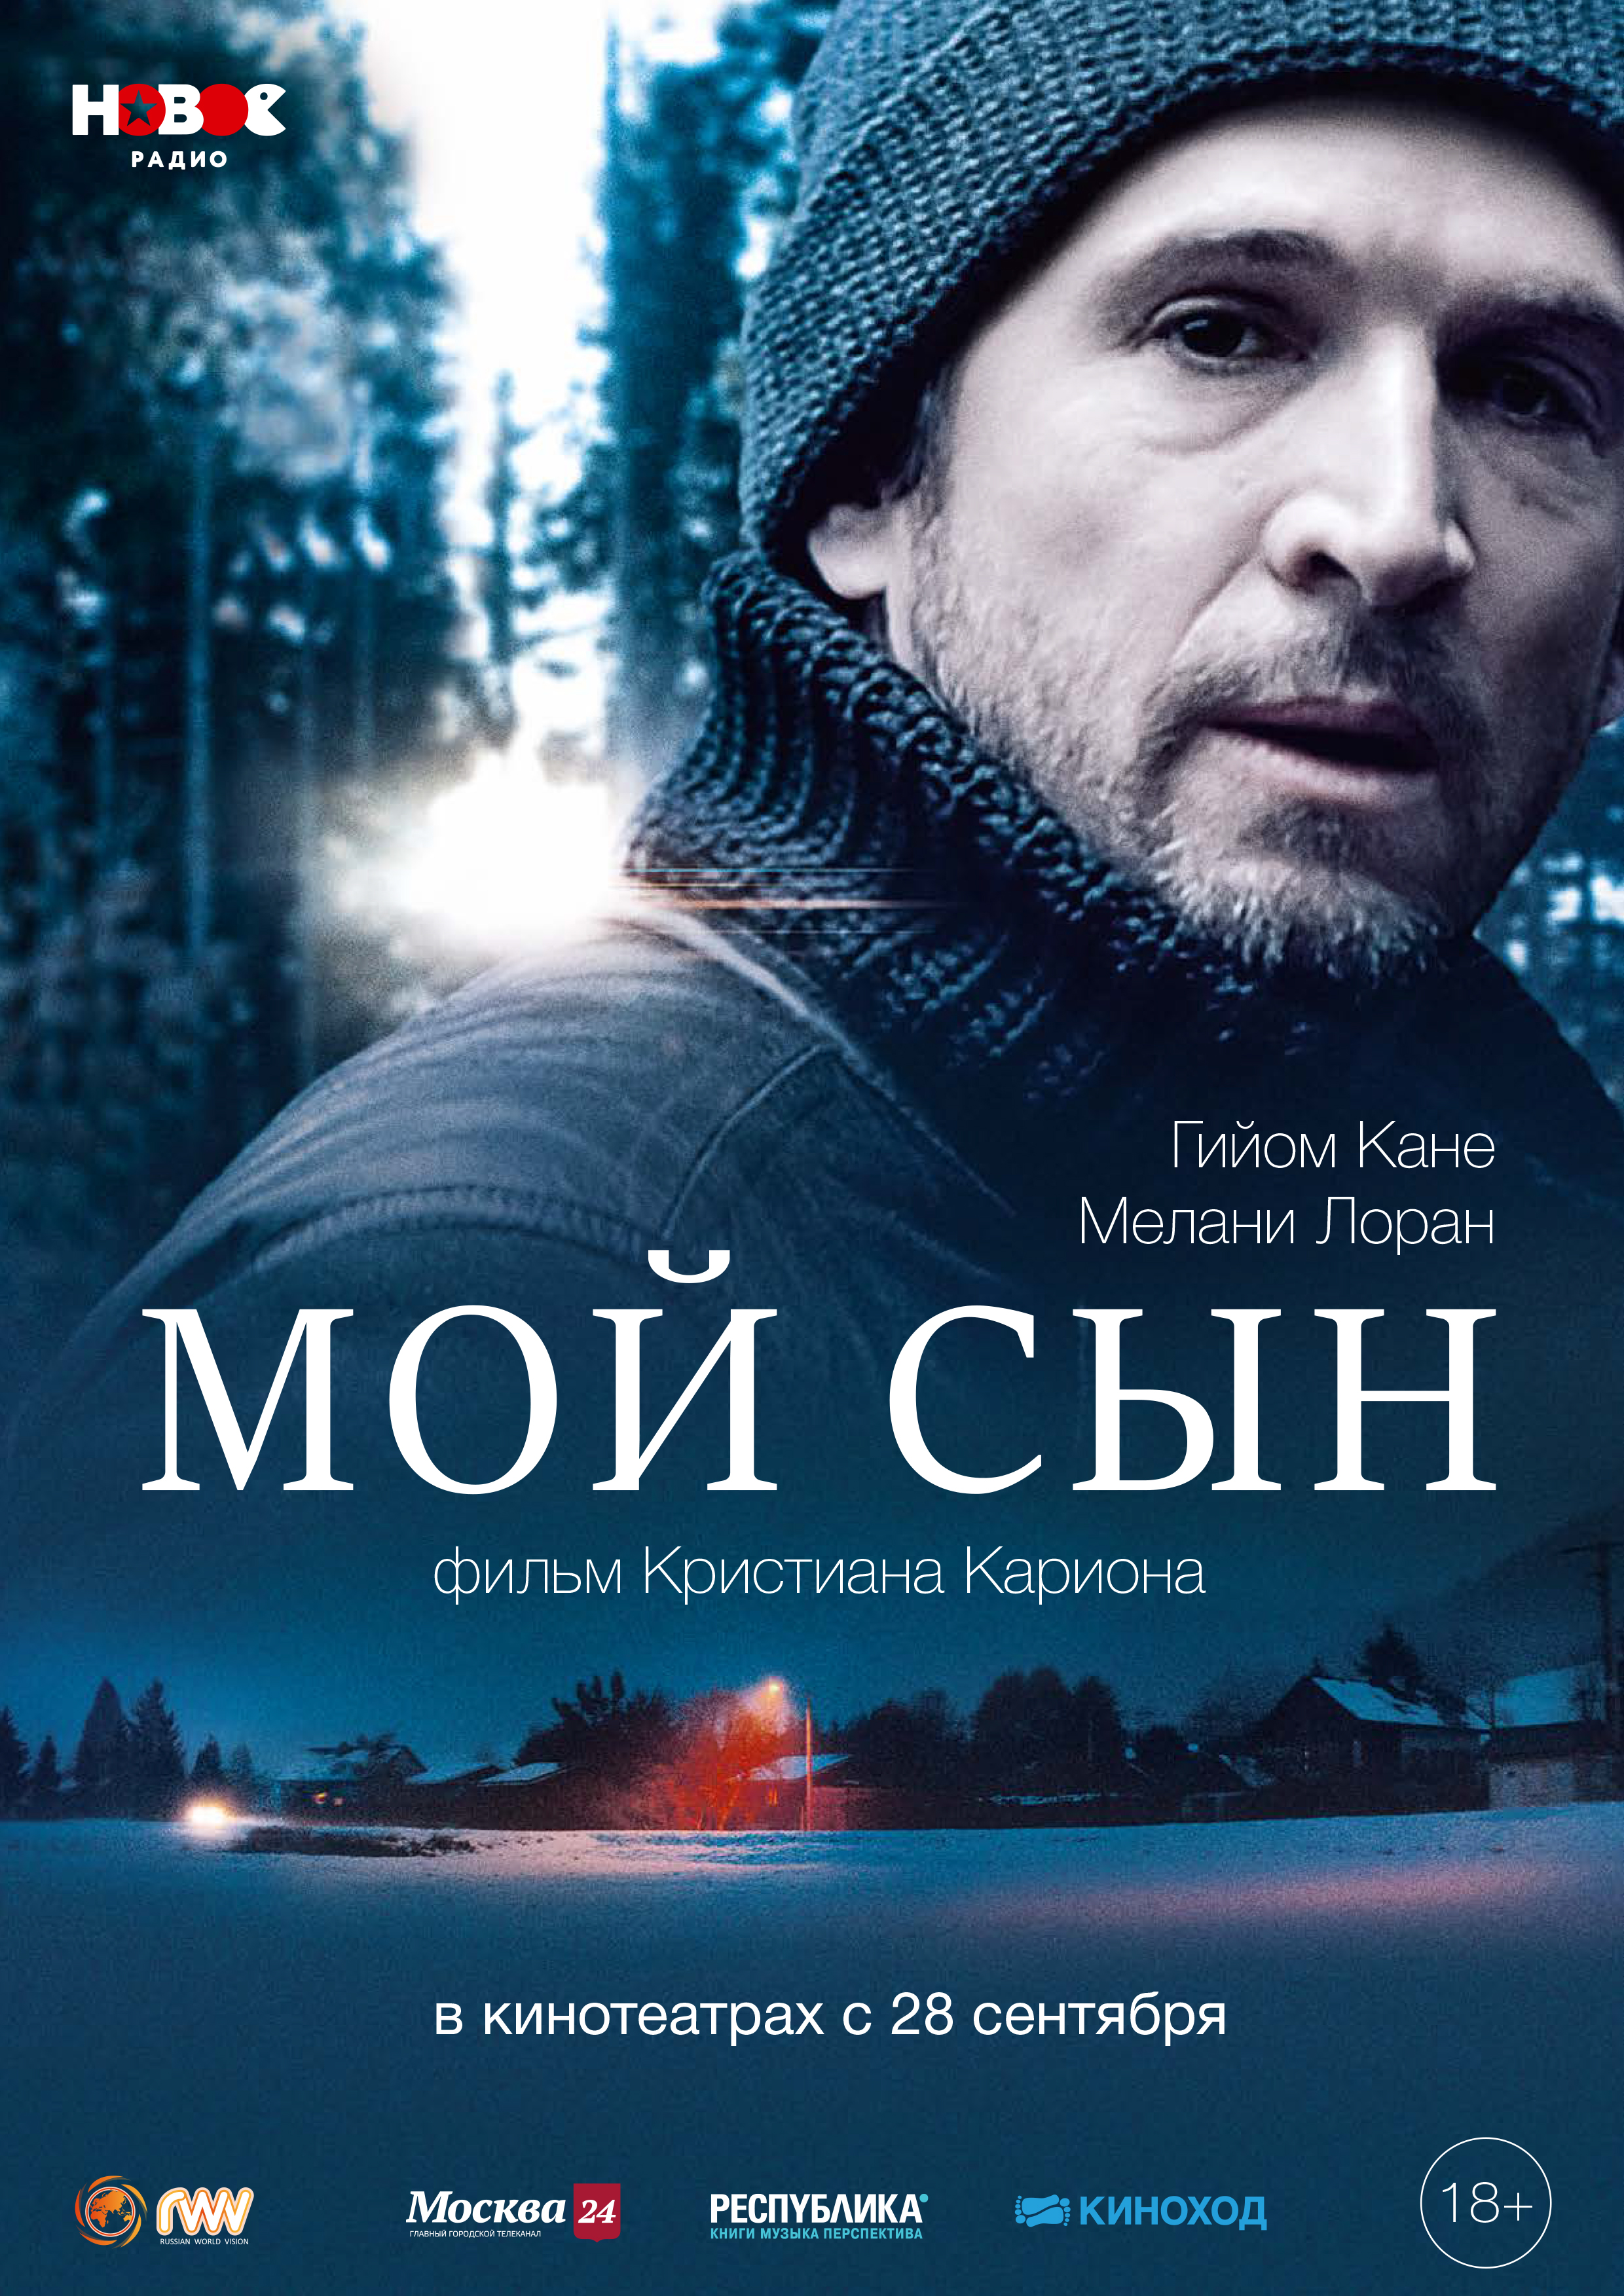 НОВОЕ
РАДИО
Гийом Кане
Мелани Лоран
МОЙ СЫН
фильм Кристиана Кариона
в кинотеатрах с 28 сентября
rwv
RUSSIAN WORLD VISION
Москва 24
ГЛАВНЫЙ ГОРОДСКОЙ ТЕЛЕКАНАЛ
РЕСПУБЛИКА
КНИГИ МУЗЫКА ПЕРСПЕКТИВА
КИНОХОД
18+